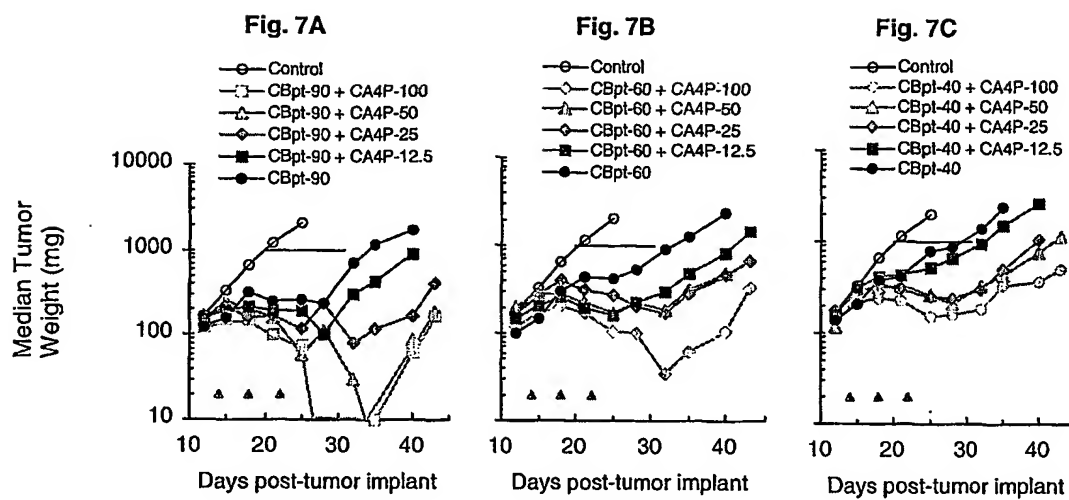 Fig. 7A
Control
CBpt-90 + CA4P-100
CBpt-90 + CA4P-50
CBpt-90 + CA4P-25
CBpt-90 + CA4P-12.5
CBpt-90
Fig. 7B
Control
CBpt-60 + CA4P-100
CBpt-60 + CA4P-50
CBpt-60 + CA4P-25
CBpt-60 + CA4P-12.5
CBpt-60
Fig. 7C
Control
CBpt-40 + CA4P-100
CBpt-40 + CA4P-50
CBpt-40 + CA4P-25
CBpt-40 + CA4P-12.5
CBpt-40
Median Tumor
Weight (mg)
10000
1000
100
10
10 20 30 40
Days post-tumor implant
10 20 30 40
Days post-tumor implant
10 20 30 40
Days post-tumor implant